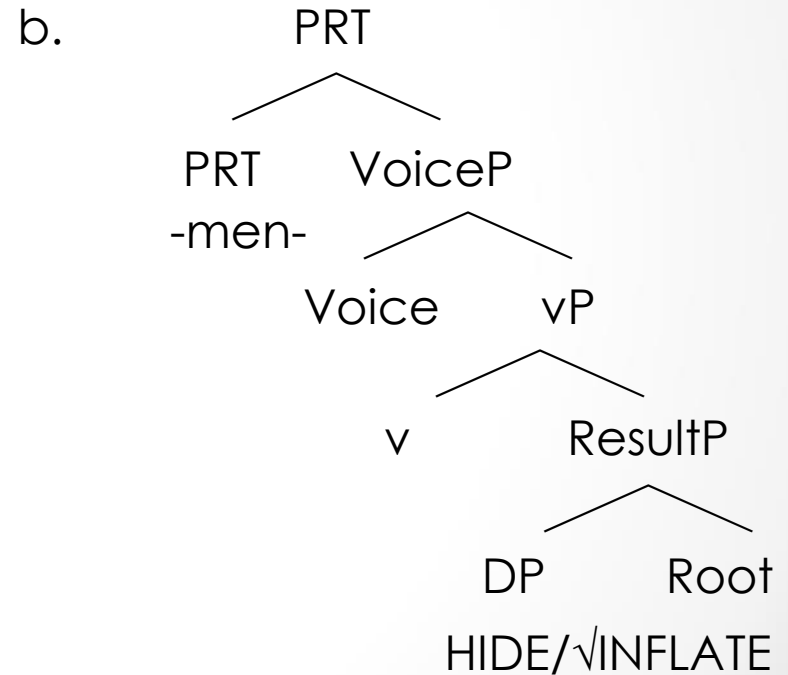 b. PRT
PRT VoiceP
-men-
Voice vP
v ResultP
DP Root
HIDE/√INFLATE